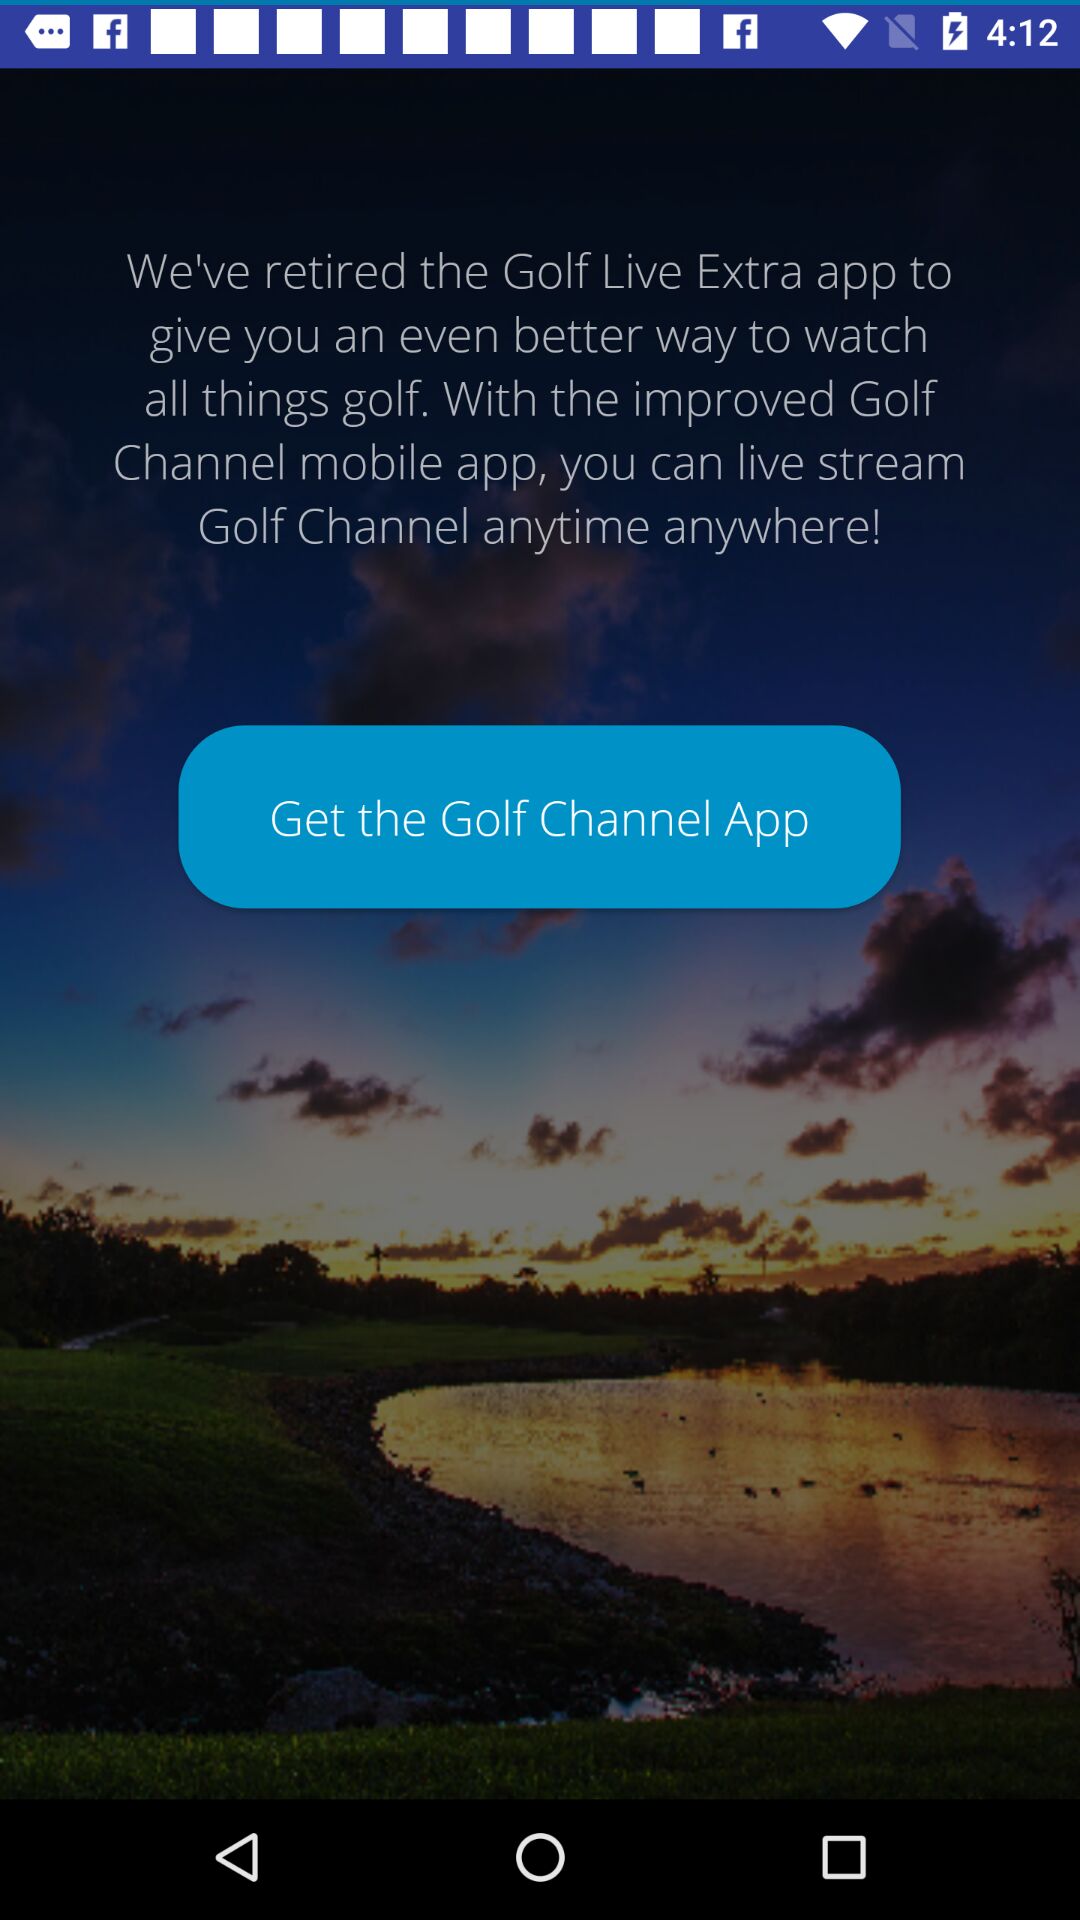 4:12
We've retired the Golf Live Extra app to
give you an even better way to watch
all things golf. With the improved Golf
Channel mobile app, you can live stream
Golf Channel anytime anywhere!
Get the Golf Channel App